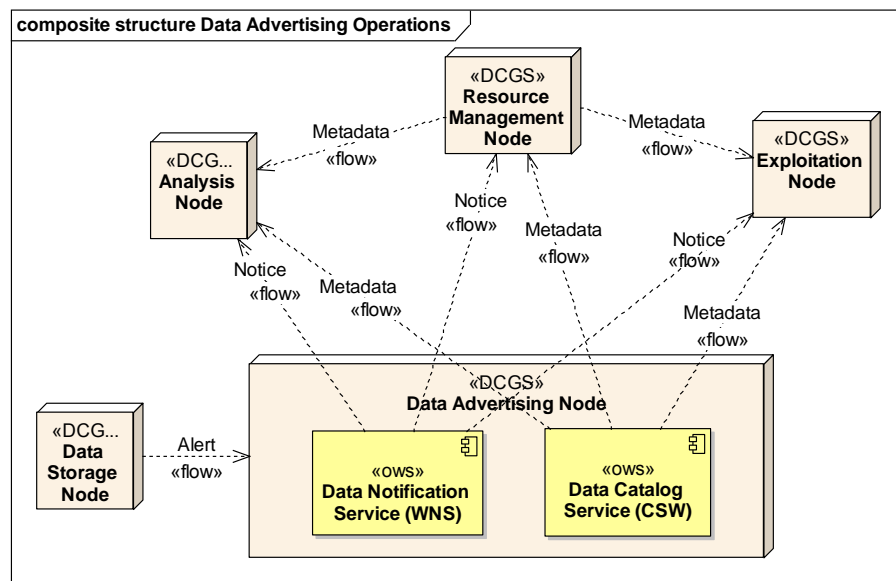 composite structure Data Advertising Operations
«DCGS»
Resource
Management
Node
«DCG...
Analysis
Node
«DCGS»
Exploitation
Node
Metadata
«flow»
Metadata
«flow»
Notice
«flow»
Metadata
«flow»
Notice
«flow»
Notice
«flow»
Metadata
«flow»
Metadata
«flow»
«DCGS»
Data Advertising Node
«DCG...
Data
Storage
Node
Alert
«flow»
«ows»
Data Notification
Service (WNS)
«ows»
Data Catalog
Service (CSW)